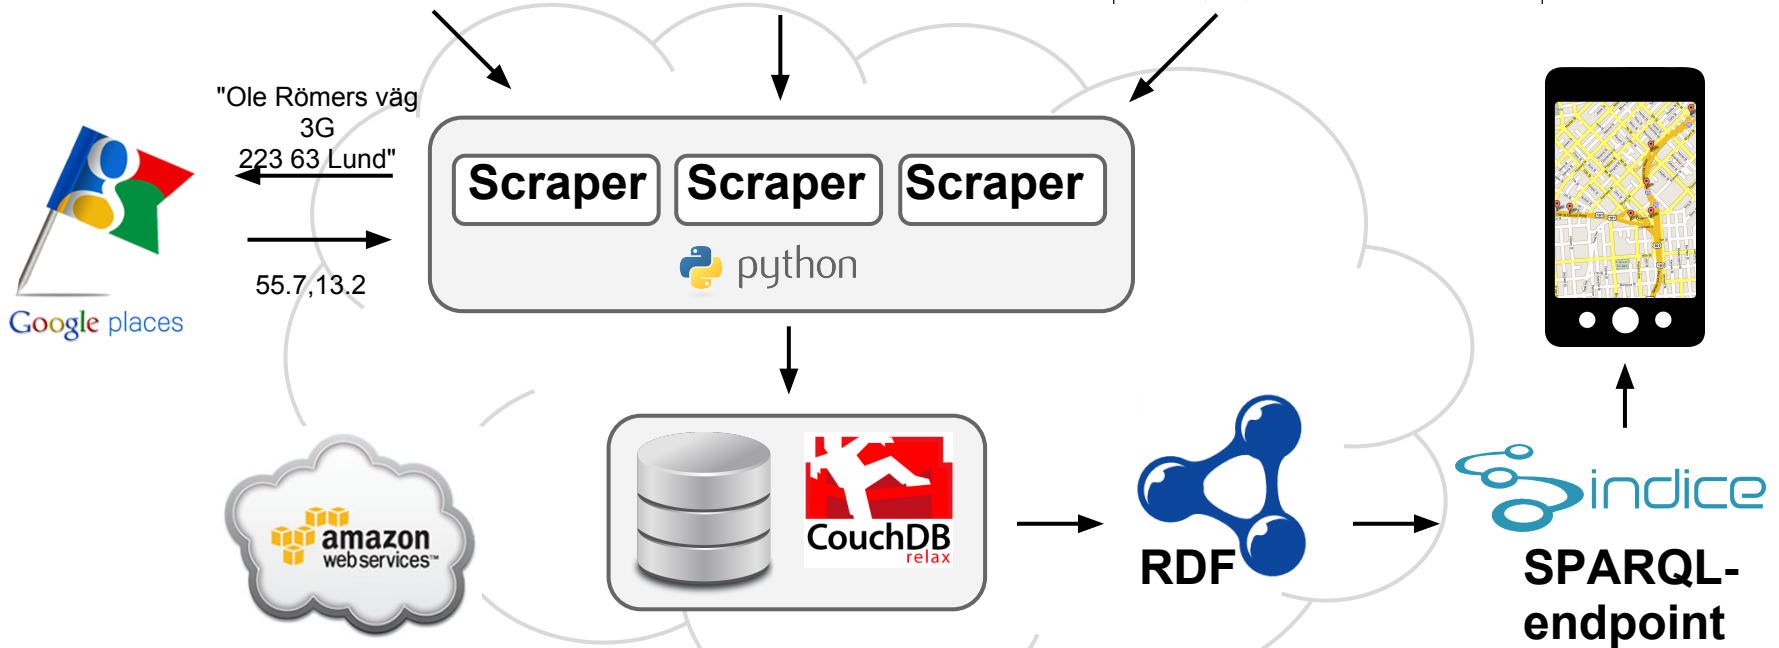 "Ole Römers väg
3G
223 63 Lund"
Scraper Scraper Scraper
python
55.7,13.2
Google places
amazon
webservices™
CouchDB
relax
RDF
indice
SPARQL-
endpoint